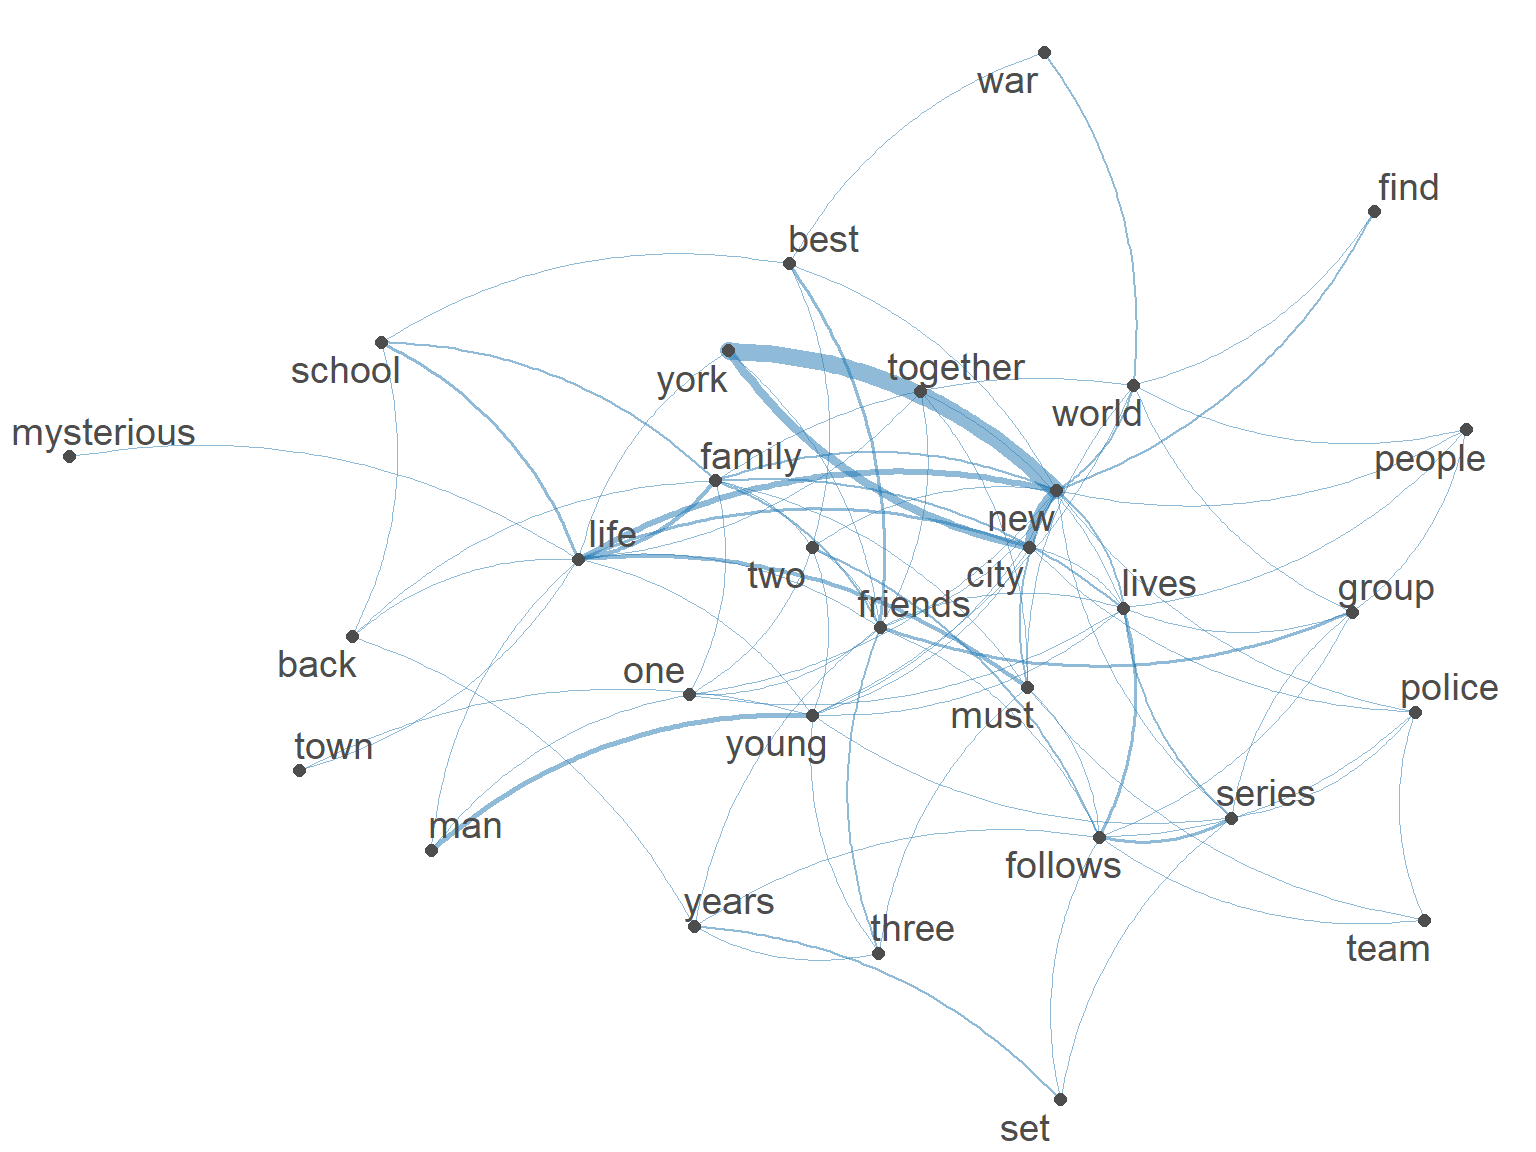 war
find
best
school
york
together
world
mysterious
family
people
new
life
two
city
lives
friends
group
back
one
police
must
young
town
series
man
follows
years
three
team
set